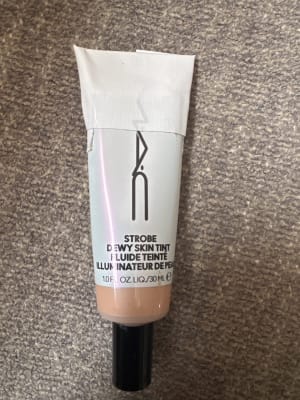 STROBE
DEWY SKIN TINT
FLUIDE TEINTÉ
ILLUMINATEUR DE PEAU
1.0 FL. OZ. LIQ./30 ML e